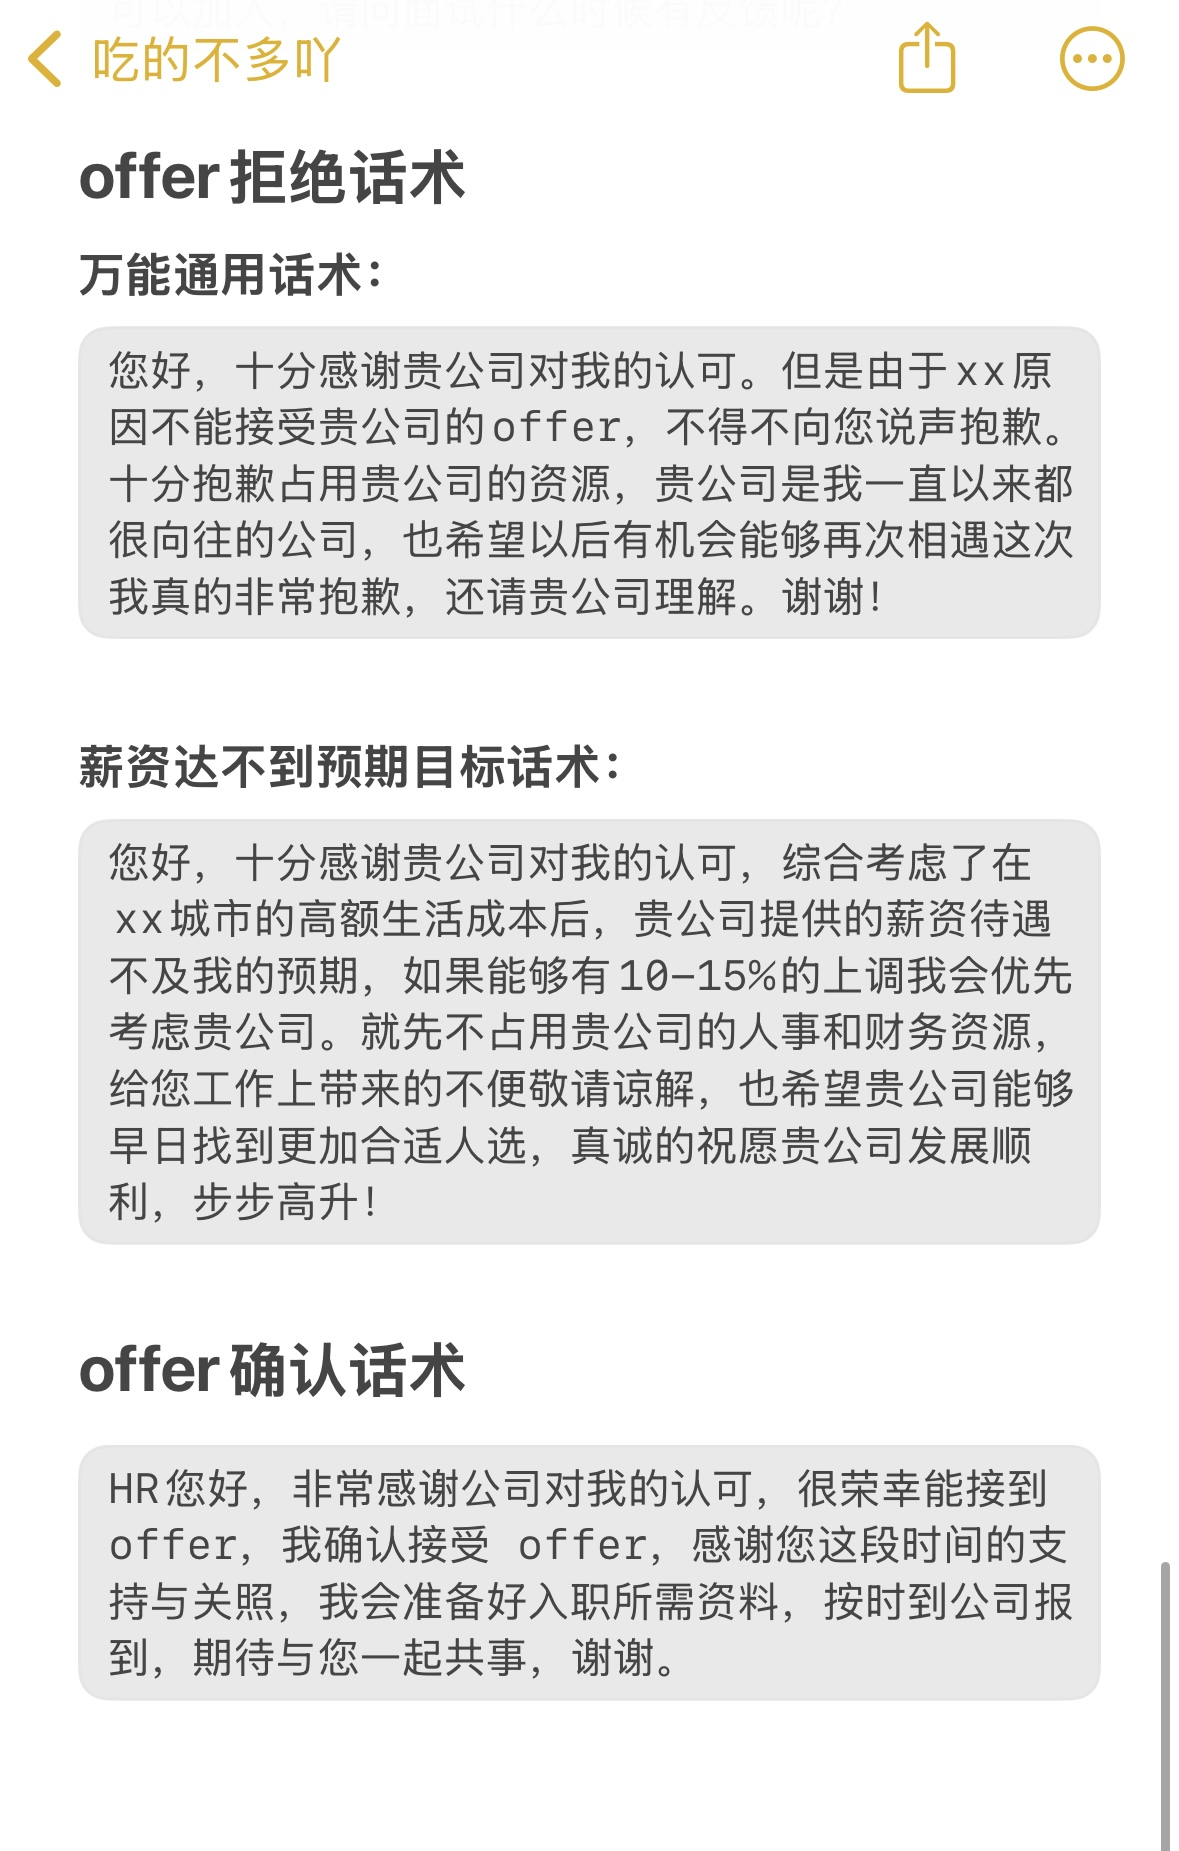 吃的不多吖
offer拒绝话术
万能通用话术：
您好，十分感谢贵公司对我的认可。但是由于xx原
因不能接受贵公司的offer，不得不向您说声抱歉。
十分抱歉占用贵公司的资源，贵公司是我一直以来都
很向往的公司，也希望以后有机会能够再次相遇这次
我真的非常抱歉，还请贵公司理解。谢谢！
薪资达不到预期目标话术：
您好，十分感谢贵公司对我的认可，综合考虑了在
xx城市的高额生活成本后，贵公司提供的薪资待遇
不及我的预期，如果能够有10-15%的上调我会优先
考虑贵公司。就先不占用贵公司的人事和财务资源，
给您工作上带来的不便敬请谅解，也希望贵公司能够
早日找到更加合适人选，真诚的祝愿贵公司发展顺
利，步步高升！
offer确认话术
HR您好，非常感谢公司对我的认可，很荣幸能接到
offer，我确认接受 offer，感谢您这段时间的支
持与关照，我会准备好入职所需资料，按时到公司报
到，期待与您一起共事，谢谢。